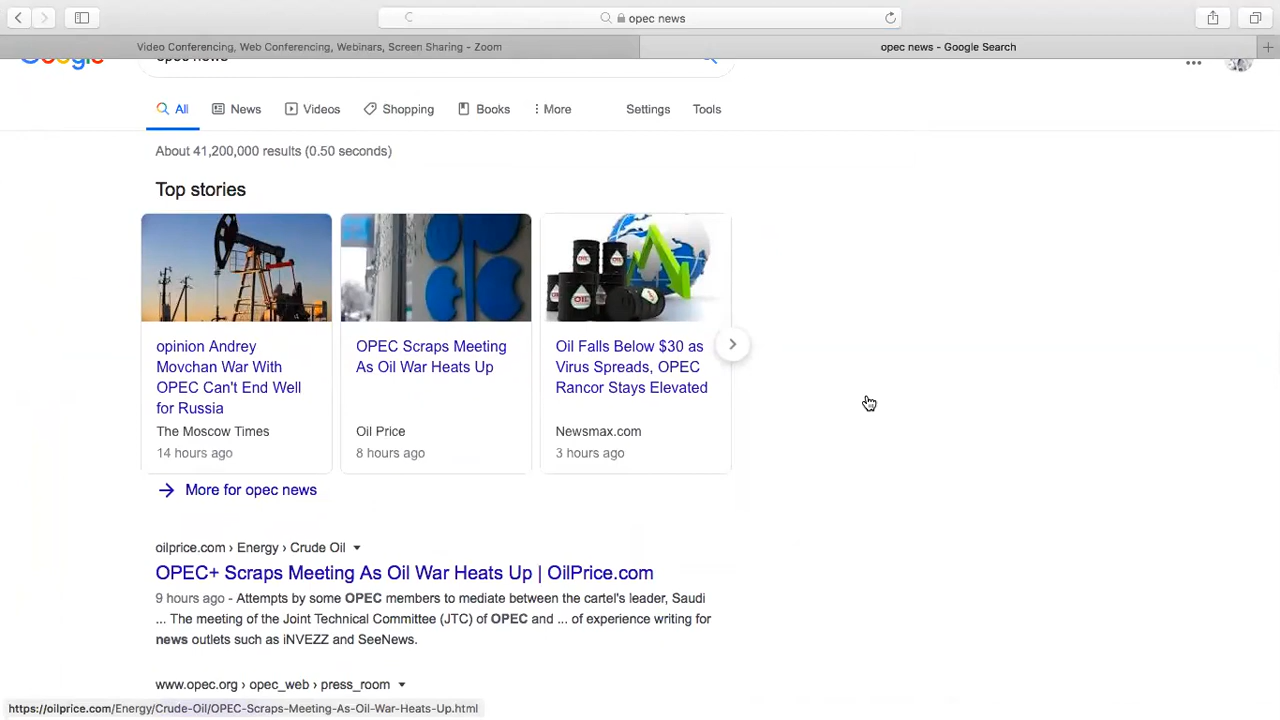 opec news
Video Conferencing, Web Conferencing, Webinars, Screen Sharing - Zoom
opec news - Google Search
Google
opec news
All
News
Videos
Shopping
Books
More
Settings
Tools
About 41,200,000 results (0.50 seconds)
Top stories
opinion Andrey
Movchan War With
OPEC Can't End Well
for Russia
The Moscow Times
14 hours ago
OPEC Scraps Meeting
As Oil War Heats Up
Oil Price
8 hours ago
OIL
OIL
Oil Falls Below $30 as
Virus Spreads, OPEC
Rancor Stays Elevated
Newsmax.com
3 hours ago
More for opec news
oilprice.com › Energy › Crude Oil
OPEC+ Scraps Meeting As Oil War Heats Up | OilPrice.com
9 hours ago - Attempts by some OPEC members to mediate between the cartel's leader, Saudi
... The meeting of the Joint Technical Committee (JTC) of OPEC and ... of experience writing for
news outlets such as iNVEZZ and SeeNews.
www.opec.org › opec_web › press_room
https://oilprice.com/Energy/Crude-Oil/OPEC-Scraps-Meeting-As-Oil-War-Heats-Up.html